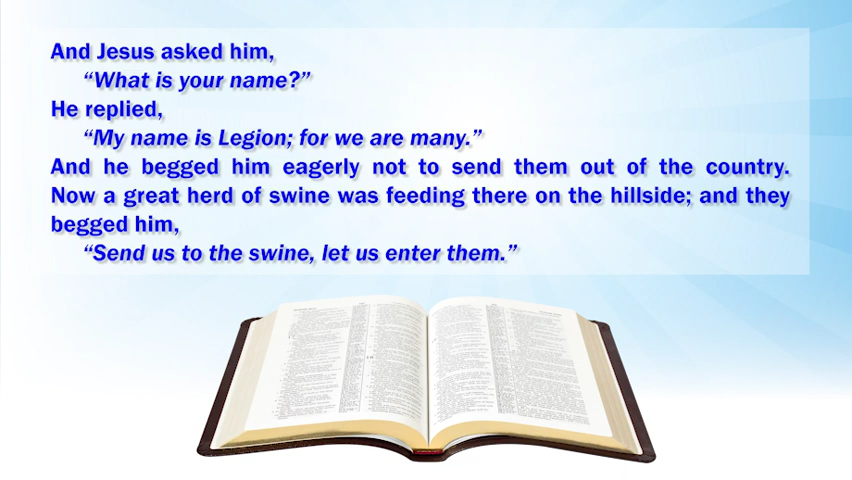 And Jesus asked him,
“What is your name?”
He replied,
“My name is Legion; for we are many.”
And he begged him eagerly not to send them out of the country.
Now a great herd of swine was feeding there on the hillside; and they
begged him,
“Send us to the swine, let us enter them.”